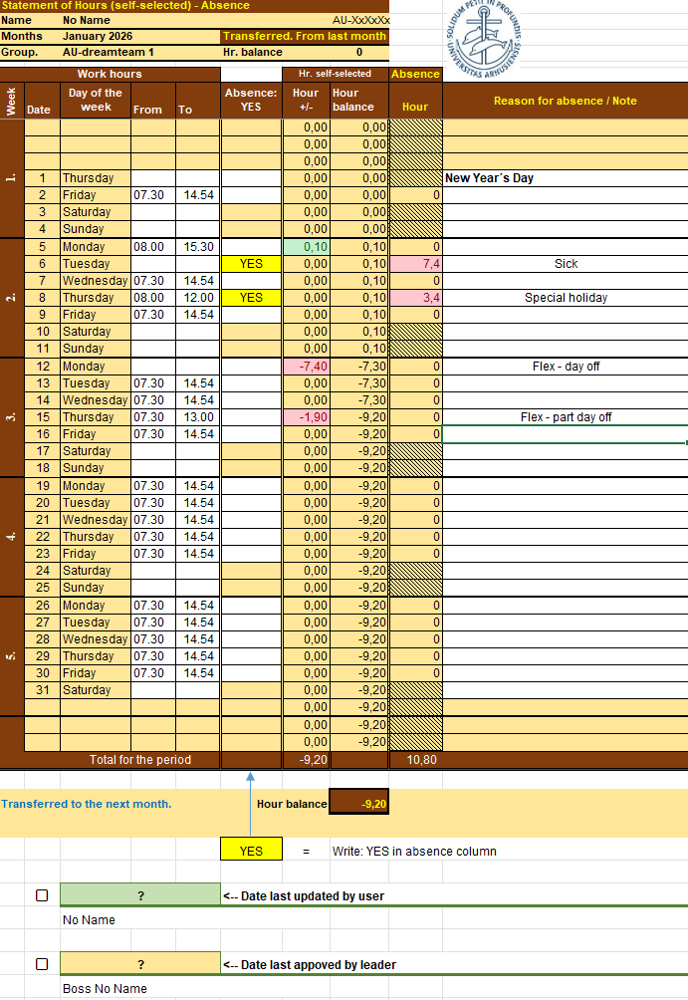 Statement of Hours (self-selected) - Absence
Name No Name AU-XxXxXx
Months January 2026 Transferred. From last month
Group. AU-dreamteam 1 Hr. balance 0
SOLIDUM PETIT IN PROFUNDIS
UNIVERSITAS ARHUSIENSIS
Work hours Hr. self-selected Absence
Week Date Day of the week From To Absence: YES Hour +/- Hour balance Hour Reason for absence / Note
0,00 0,00
0,00 0,00
0,00 0,00
1.
1 Thursday 0,00 0,00 New Year´s Day
2 Friday 07.30 14.54 0,00 0,00 0
3 Saturday 0,00 0,00
4 Sunday 0,00 0,00
2.
5 Monday 08.00 15.30 0,10 0,10 0
6 Tuesday YES 0,00 0,10 7,4 Sick
7 Wednesday 07.30 14.54 0,00 0,10 0
8 Thursday 08.00 12.00 YES 0,00 0,10 3,4 Special holiday
9 Friday 07.30 14.54 0,00 0,10 0
10 Saturday 0,00 0,10
11 Sunday 0,00 0,10
3.
12 Monday -7,40 -7,30 0 Flex - day off
13 Tuesday 07.30 14.54 0,00 -7,30 0
14 Wednesday 07.30 14.54 0,00 -7,30 0
15 Thursday 07.30 13.00 -1,90 -9,20 0 Flex - part day off
16 Friday 07.30 14.54 0,00 -9,20 0
17 Saturday 0,00 -9,20
18 Sunday 0,00 -9,20
4.
19 Monday 07.30 14.54 0,00 -9,20 0
20 Tuesday 07.30 14.54 0,00 -9,20 0
21 Wednesday 07.30 14.54 0,00 -9,20 0
22 Thursday 07.30 14.54 0,00 -9,20 0
23 Friday 07.30 14.54 0,00 -9,20 0
24 Saturday 0,00 -9,20
25 Sunday 0,00 -9,20
5.
26 Monday 07.30 14.54 0,00 -9,20 0
27 Tuesday 07.30 14.54 0,00 -9,20 0
28 Wednesday 07.30 14.54 0,00 -9,20 0
29 Thursday 07.30 14.54 0,00 -9,20 0
30 Friday 07.30 14.54 0,00 -9,20 0
31 Saturday 0,00 -9,20
0,00 -9,20
0,00 -9,20
0,00 -9,20
Total for the period -9,20 10,80
Transferred to the next month. Hour balance -9,20
YES = Write: YES in absence column
? <-- Date last updated by user
No Name
? <-- Date last appoved by leader
Boss No Name